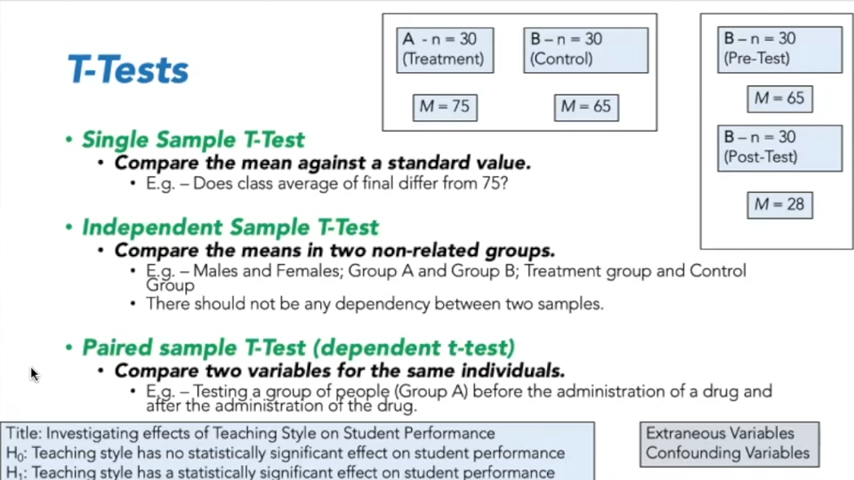 T-Tests
A - n = 30
(Treatment)
B – n = 30
(Control)
M = 75
M = 65
B – n = 30
(Pre-Test)
M = 65
B – n = 30
(Post-Test)
M = 28
• Single Sample T-Test
• Compare the mean against a standard value.
• E.g. – Does class average of final differ from 75?
• Independent Sample T-Test
• Compare the means in two non-related groups.
• E.g. – Males and Females; Group A and Group B; Treatment group and Control
Group
• There should not be any dependency between two samples.
• Paired sample T-Test (dependent t-test)
• Compare two variables for the same individuals.
• E.g. – Testing a group of people (Group A) before the administration of a drug and
after the administration of the drug.
Title: Investigating effects of Teaching Style on Student Performance
H₀: Teaching style has no statistically significant effect on student performance
H₁: Teaching style has a statistically significant effect on student performance
Extraneous Variables
Confounding Variables